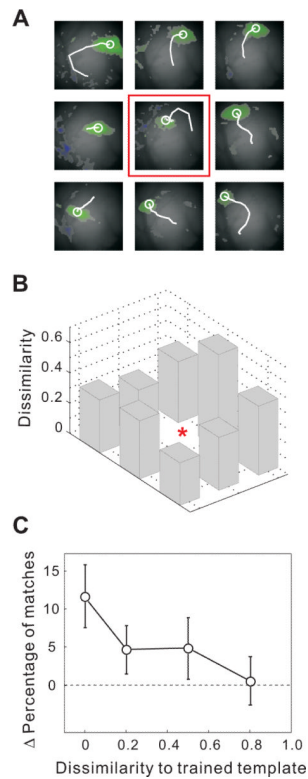 A
B
Dissimilarity
0.6
0.4
0.2
0
*
C
Δ Percentage of matches
15
10
5
0
0 0.2 0.4 0.6 0.8 1.0
Dissimilarity to trained template